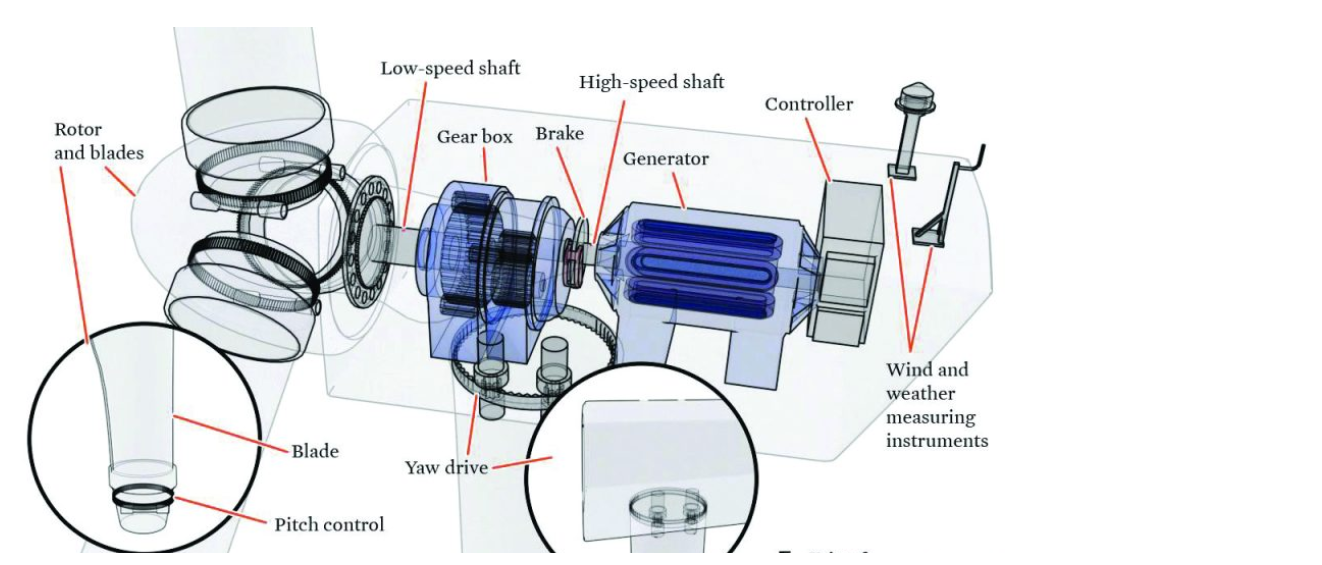 Low-speed shaft
High-speed shaft
Controller
Rotor
and blades
Gear box
Brake
Generator
Wind and
weather
measuring
instruments
Blade
Yaw drive
Pitch control